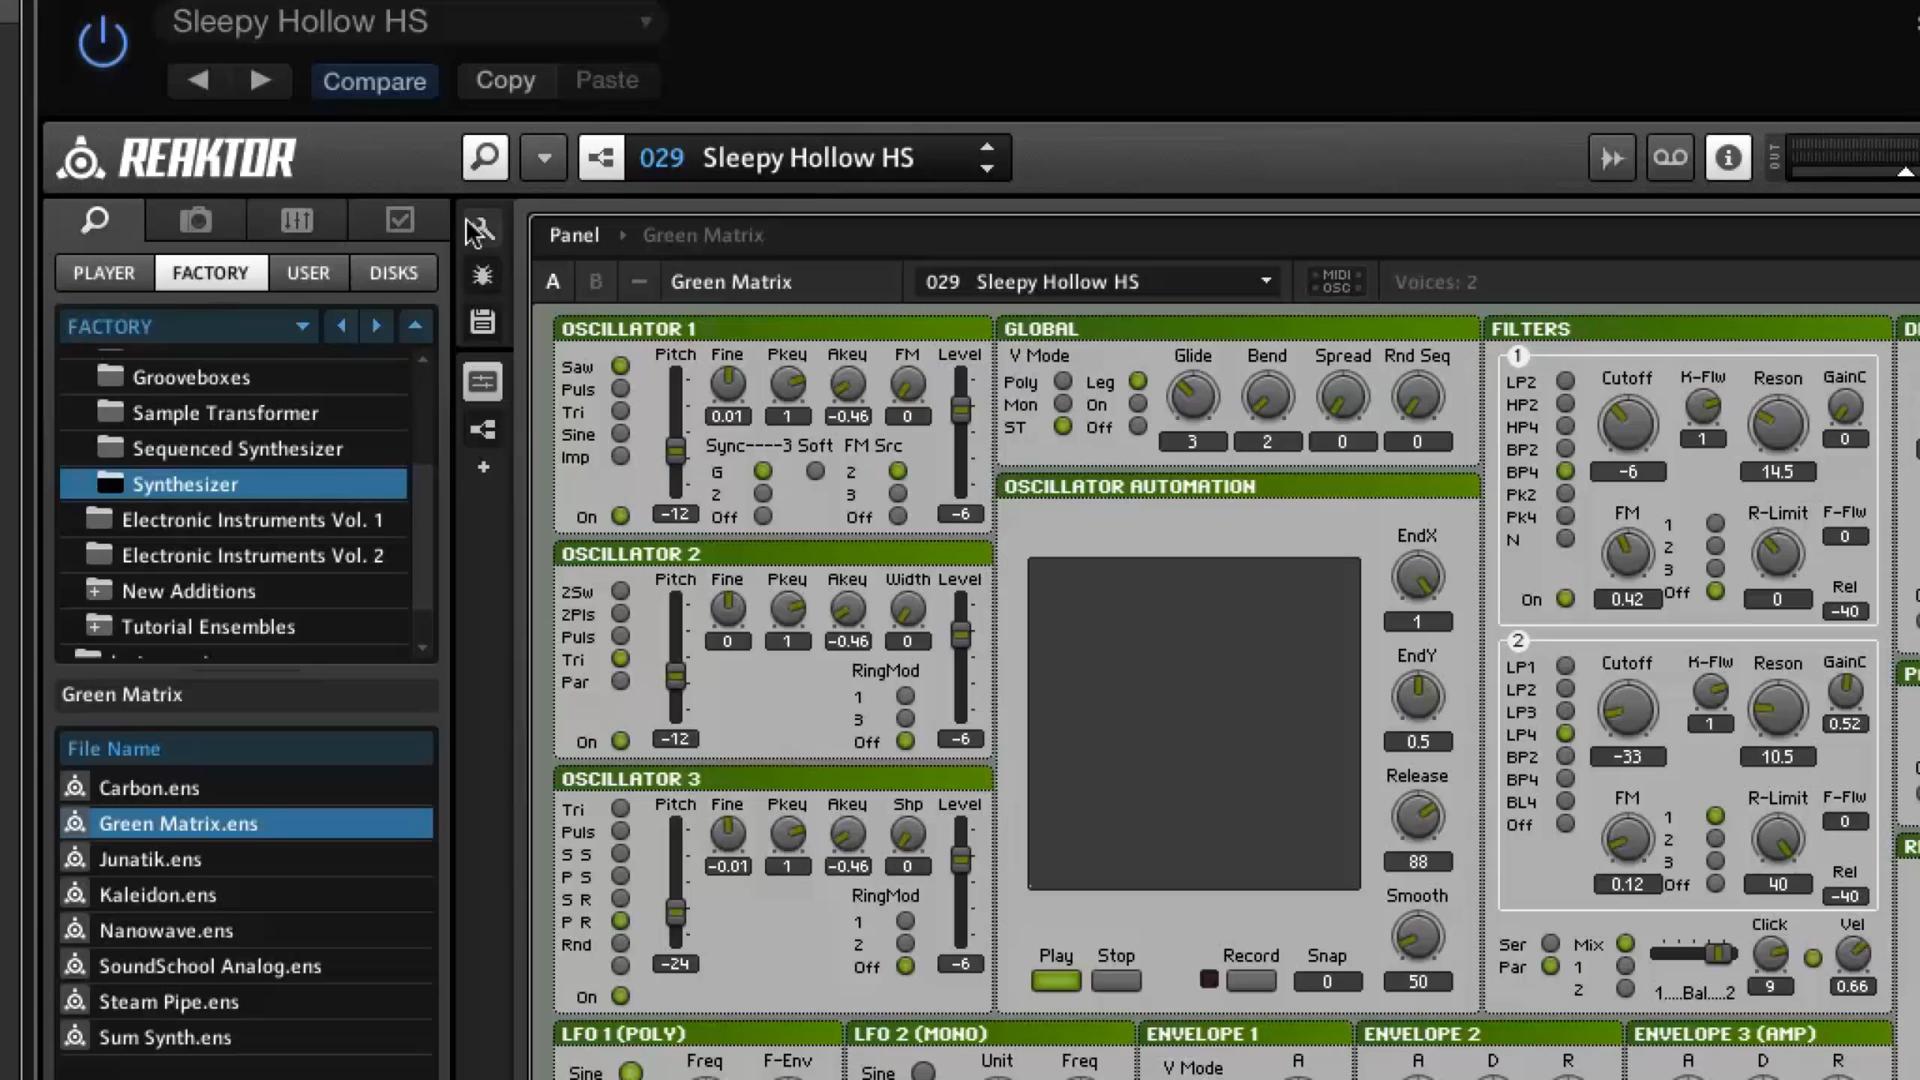 Sleepy Hollow HS
Compare Copy Paste
REAKTOR
029 Sleepy Hollow HS
OUT
PLAYER FACTORY USER DISKS
FACTORY
Grooveboxes
Sample Transformer
Sequenced Synthesizer
Synthesizer
Electronic Instruments Vol. 1
Electronic Instruments Vol. 2
New Additions
Tutorial Ensembles
Green Matrix
File Name
Carbon.ens
Green Matrix.ens
Junatik.ens
Kaleidon.ens
Nanowave.ens
SoundSchool Analog.ens
Steam Pipe.ens
Sum Synth.ens
Panel Green Matrix
A B Green Matrix 029 Sleepy Hollow HS MIDI OSC Voices: 2
OSCILLATOR 1
Pitch Fine Pkey Akey FM Level
Saw
Puls
Tri
Sine
Imp
0.01 1 -0.46 0
Sync----3 Soft FM Src
G 2
2 3
On -12 Off Off -6
OSCILLATOR 2
Pitch Fine Pkey Akey Width Level
2Sw
2Pls
Puls
Tri
Par
0 1 -0.46 0
RingMod
1
3
On -12 Off -6
OSCILLATOR 3
Pitch Fine Pkey Akey Shp Level
Tri
Puls
S S
P S
S R
P R
Rnd
-0.01 1 -0.46 0
RingMod
1
2
-24 Off -6
On
GLOBAL
V Mode Glide Bend Spread Rnd Seq
Poly Leg
Mon On
ST Off
3 2 0 0
OSCILLATOR AUTOMATION
EndX
1
EndY
0.5
Release
88
Smooth
50
Play Stop Record Snap
0
FILTERS
1
LP2
HP2
HP4
BP2
BP4
Pk2
Pk4
N
On
Cutoff K-Flw Reson GainC
-6 1 14.5 0
FM 1 R-Limit F-Flw
2 0
3
0.42 Off 0 Rel
-40
2
LP1
LP2
LP3
LP4
BP2
BP4
BL4
Off
Cutoff K-Flw Reson GainC
-33 1 10.5 0.52
FM 1 R-Limit F-Flw
2 0
3
0.12 Off 40 Rel
-40
Ser Mix Click Vel
Par 1
2 1....Bal....2 9 0.66
LFO 1 (POLY)
Sine Freq F-Env
LFO 2 (MONO)
Sine Unit Freq
ENVELOPE 1
V Mode A
ENVELOPE 2
A D R
ENVELOPE 3 (AMP)
A D R